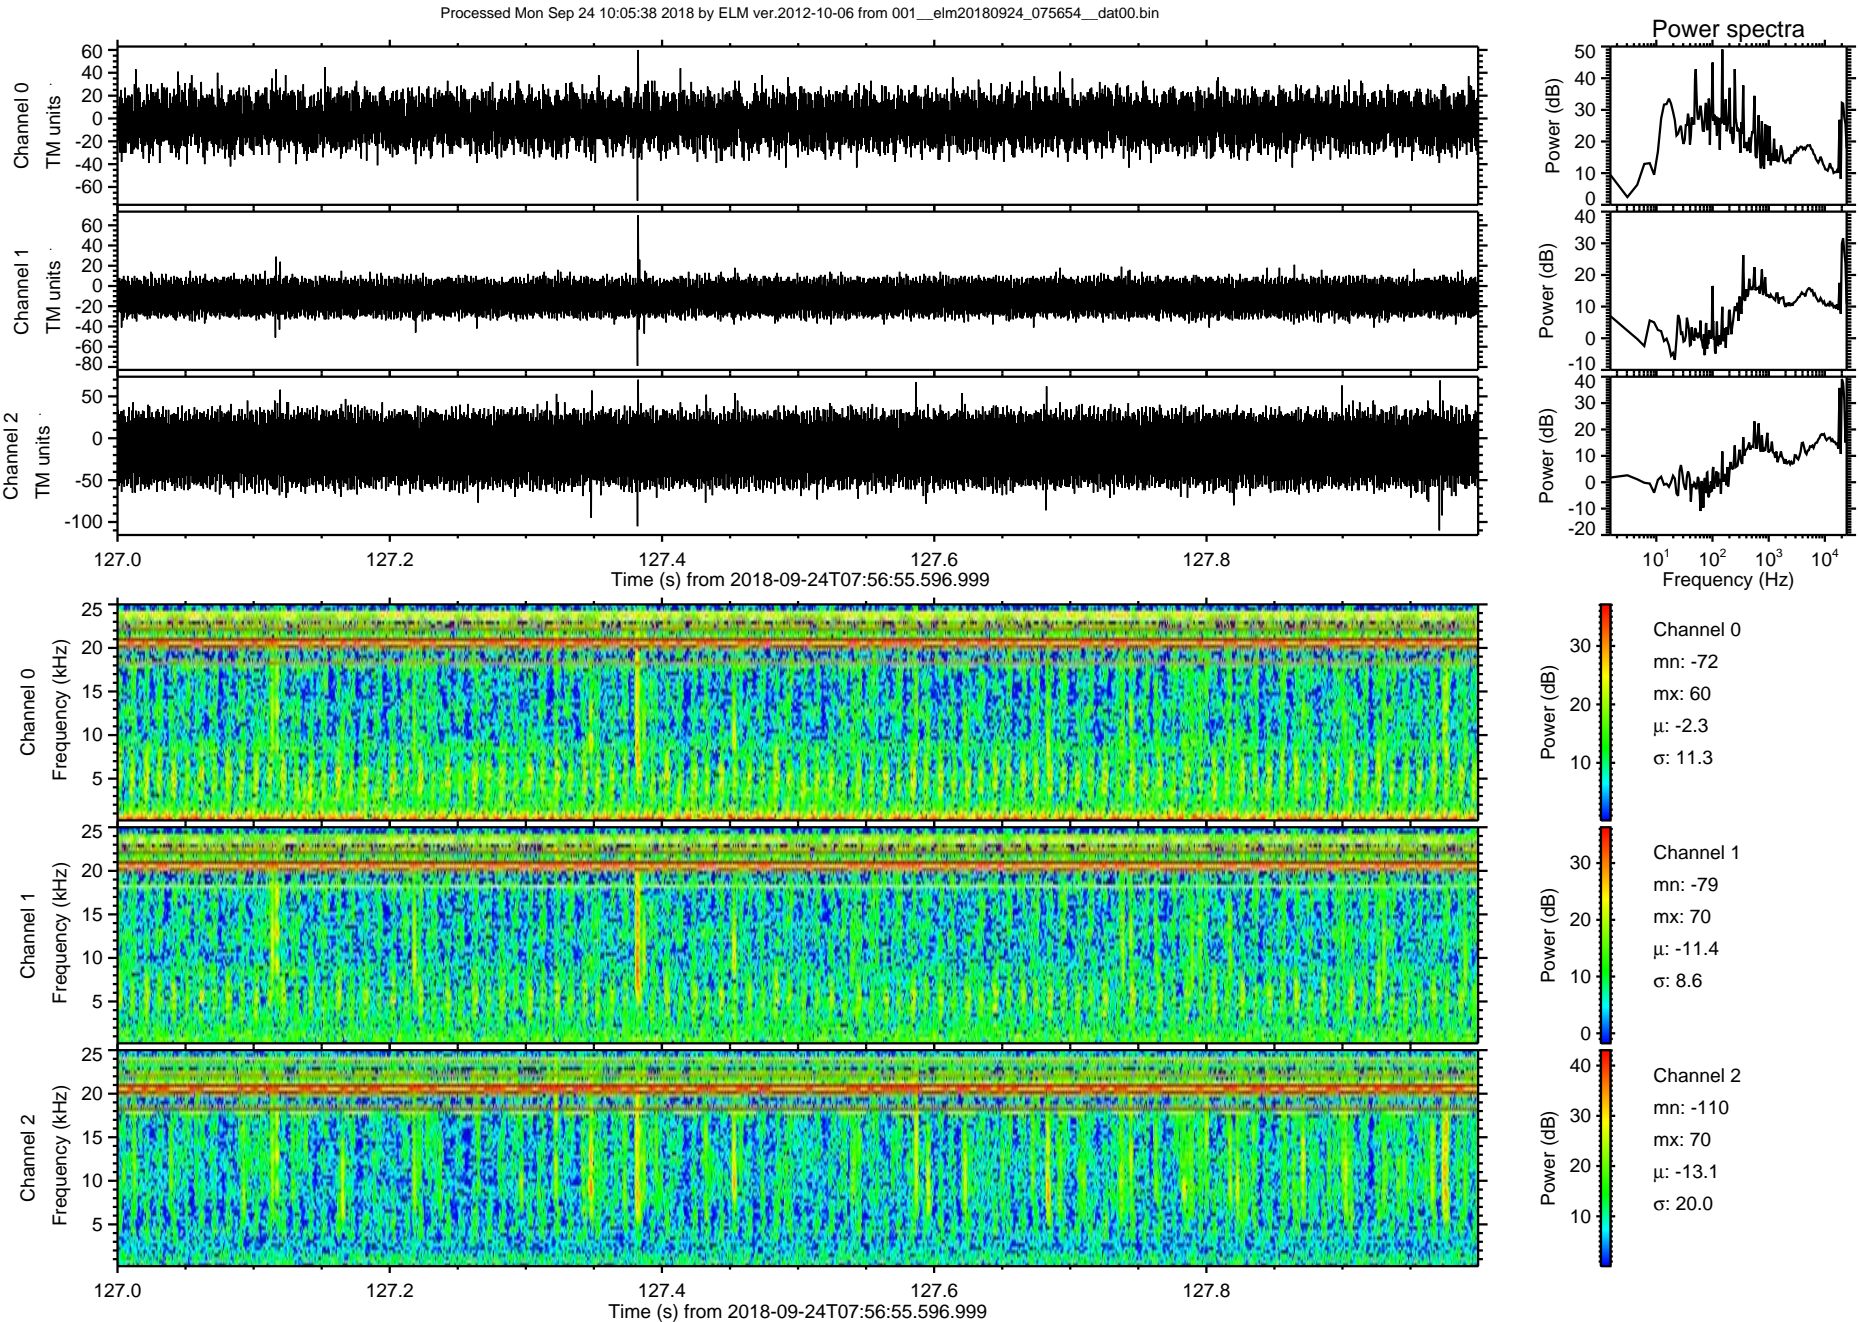 Processed Mon Sep 24 10:05:38 2018 by ELM ver.2012-10-06 from 001__elm20180924_075654__dat00.bin
Power spectra
Channel 0
TM units
60
40
20
0
-20
-40
-60
Power (dB)
50
40
30
20
10
0
Channel 1
TM units
60
40
20
0
-20
-40
-60
-80
Power (dB)
40
30
20
10
0
-10
Channel 2
TM units
50
0
-50
-100
Power (dB)
40
30
20
10
0
-10
-20
127.0 127.2 127.4 127.6 127.8
Time (s) from 2018-09-24T07:56:55.596.999
10^1 10^2 10^3 10^4
Frequency (Hz)
Channel 0
Frequency (kHz)
25
20
15
10
5
Power (dB)
30
20
10
Channel 0
mn: -72
mx: 60
μ: -2.3
σ: 11.3
Channel 1
Frequency (kHz)
25
20
15
10
5
Power (dB)
30
20
10
0
Channel 1
mn: -79
mx: 70
μ: -11.4
σ: 8.6
Channel 2
Frequency (kHz)
25
20
15
10
5
Power (dB)
40
30
20
10
Channel 2
mn: -110
mx: 70
μ: -13.1
σ: 20.0
127.0 127.2 127.4 127.6 127.8
Time (s) from 2018-09-24T07:56:55.596.999